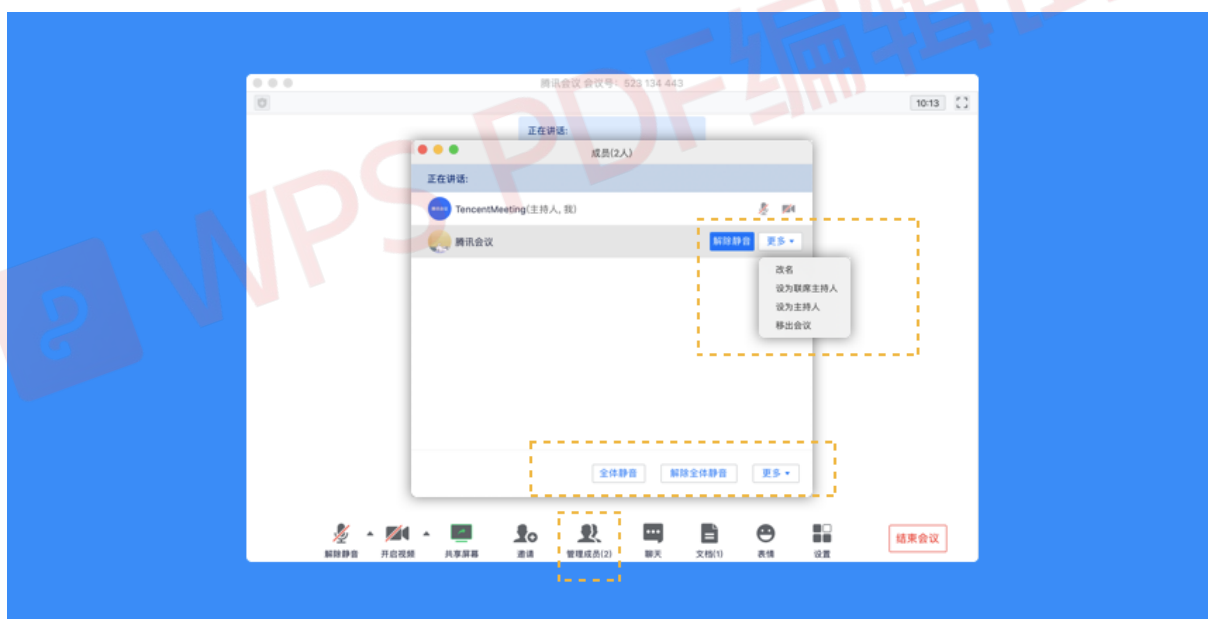 WPS PDF编辑
腾讯会议 会议号: 523 134 443
10:13
正在讲话:
成员(2人)
正在讲话:
TencentMeeting(主持人, 我)
腾讯会议
解除静音
更多
改名
设为联席主持人
设为主持人
移出会议
全体静音
解除全体静音
更多
解除静音
开启视频
共享屏幕
邀请
管理成员(2)
聊天
文档(1)
表情
设置
结束会议